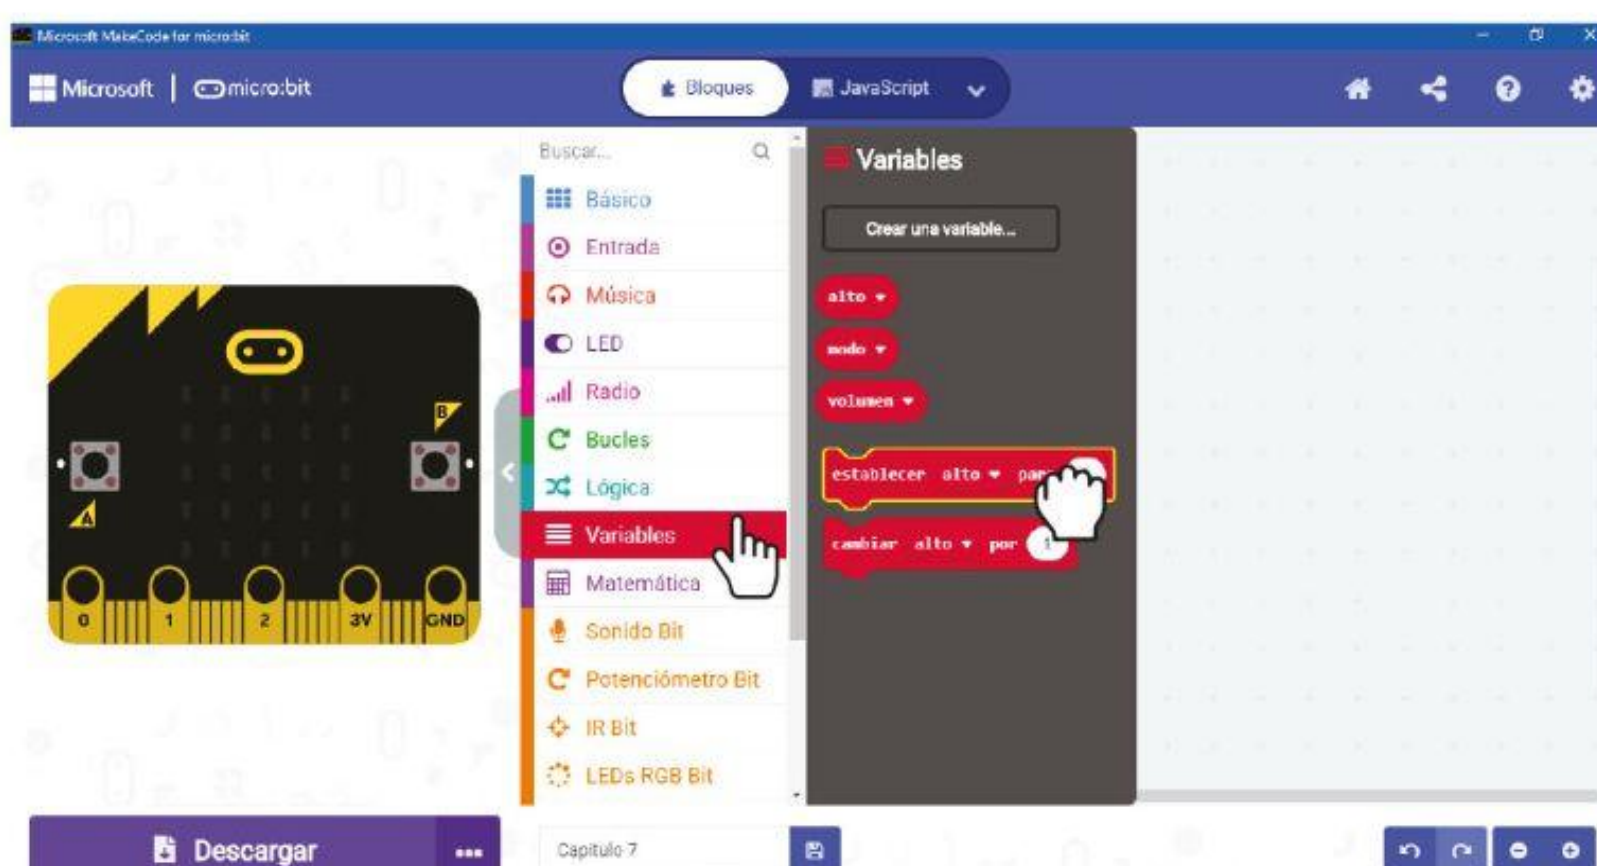 Microsoft MakeCode for micro:bit
Microsoft | micro:bit
Bloques
JavaScript
Buscar...
Básico
Entrada
Música
LED
Radio
Bucles
Lógica
Variables
Matemática
Sonido Bit
Potenciómetro Bit
IR Bit
LEDs RGB Bit
Variables
Crear una variable...
alto
modo
volumen
establecer alto
cambiar alto por 1
B
A
0 1 2 3V GND
Descargar
Capitulo 7